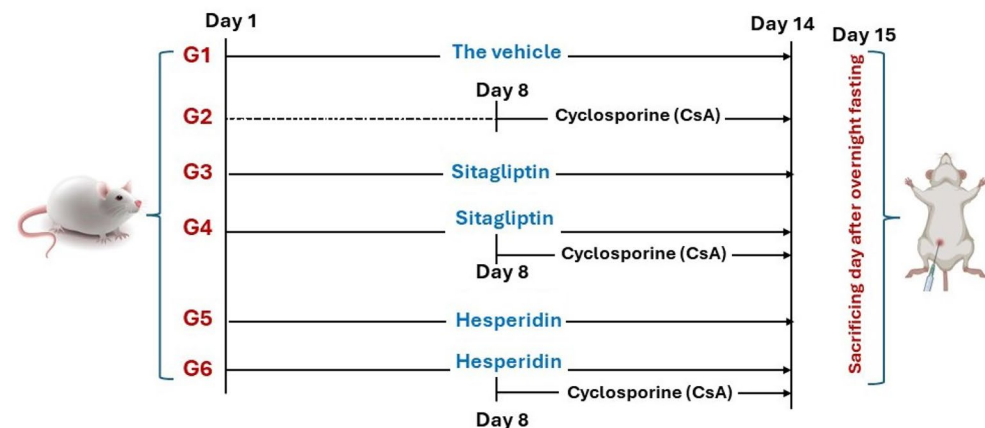 Day 1
Day 14
Day 15
G1
The vehicle
Day 8
G2
Cyclosporine (CsA)
G3
Sitagliptin
G4
Sitagliptin
Cyclosporine (CsA)
Day 8
G5
Hesperidin
G6
Hesperidin
Cyclosporine (CsA)
Day 8
Sacrificing day after overnight fasting